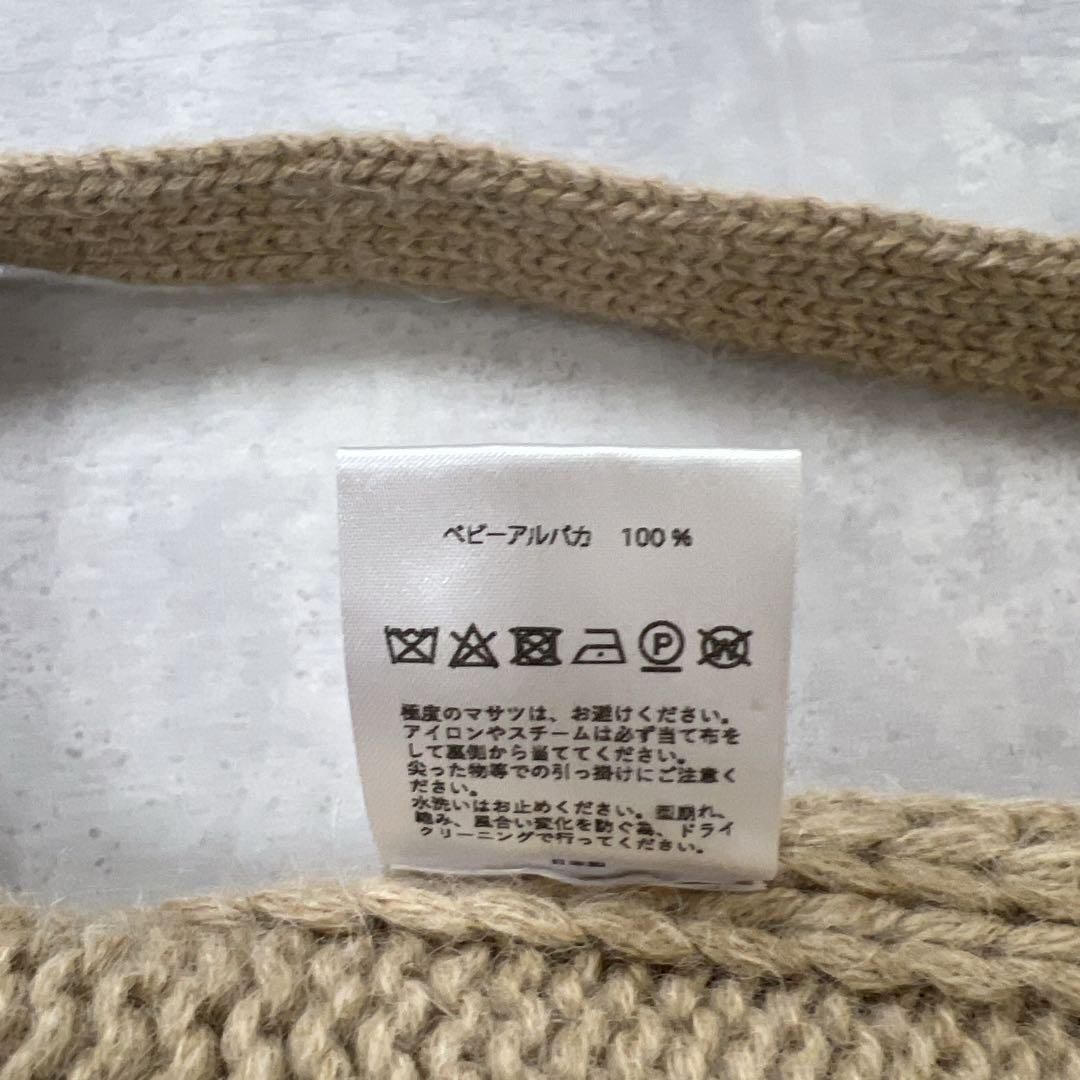 ベビーアルパカ 100 %
P W
極度のマサツは、お避けください。
アイロンやスチームは必ず当て布を
して裏側から当ててください。
尖った物等での引っ掛けにご注意く
ださい。
水洗いはお止めください。型崩れ、
縮み、風合い変化を防ぐ為、ドライ
クリーニングで行ってください。